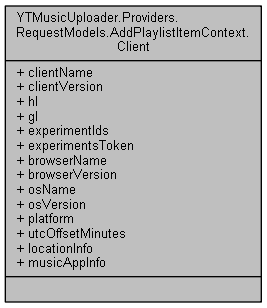 YTMusicUploader.Providers.
RequestModels.AddPlaylistItemContext.
Client
+ clientName
+ clientVersion
+ hl
+ gl
+ experimentIds
+ experimentsToken
+ browserName
+ browserVersion
+ osName
+ osVersion
+ platform
+ utcOffsetMinutes
+ locationInfo
+ musicAppInfo